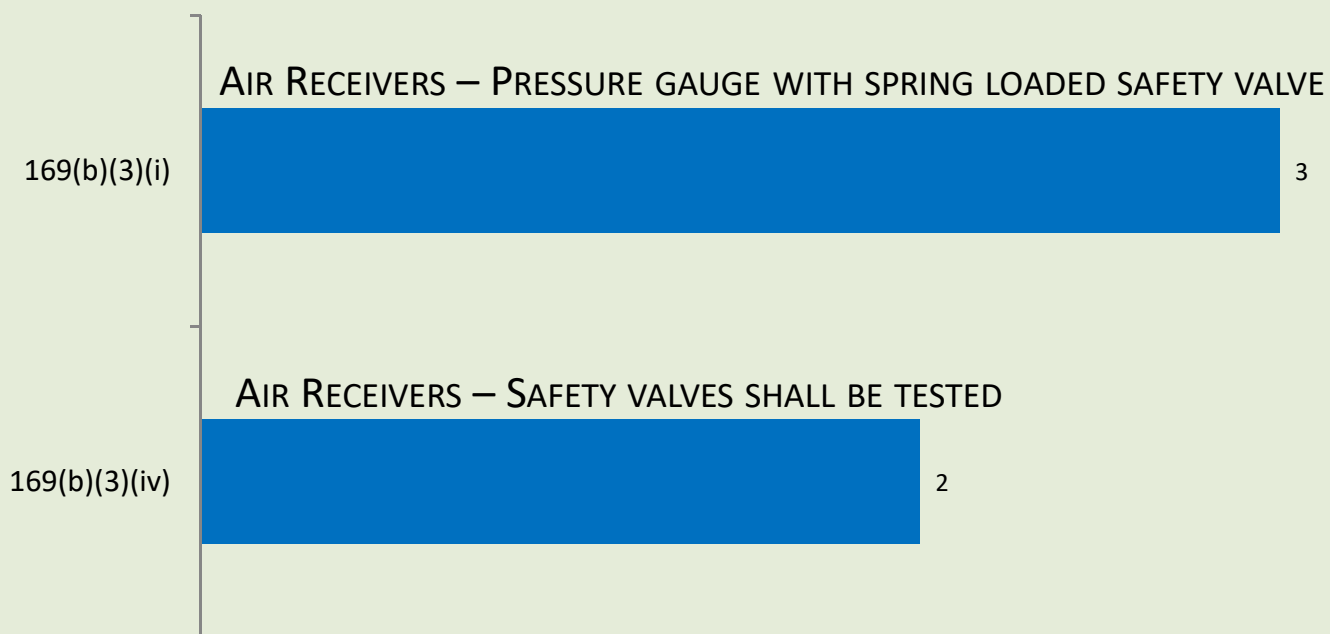 AIR RECEIVERS – PRESSURE GAUGE WITH SPRING LOADED SAFETY VALVE
169(b)(3)(i)
3
AIR RECEIVERS – SAFETY VALVES SHALL BE TESTED
169(b)(3)(iv)
2